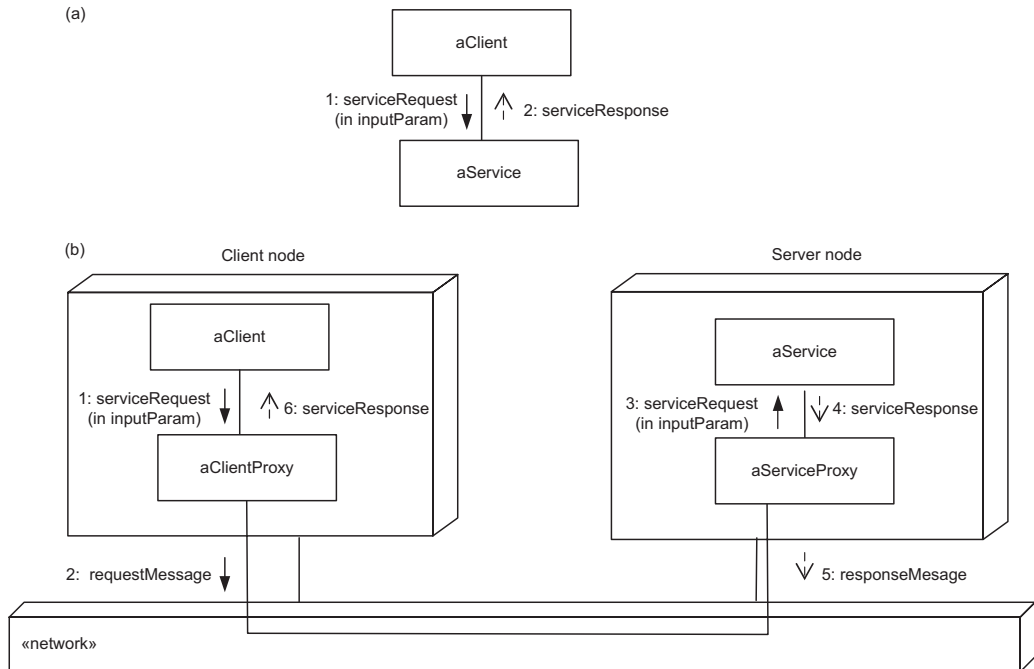 (a)
aClient
1: serviceRequest
(in inputParam)
2: serviceResponse
aService
(b)
Client node
Server node
aClient
1: serviceRequest
(in inputParam)
6: serviceResponse
aClientProxy
aService
3: serviceRequest
(in inputParam)
4: serviceResponse
aServiceProxy
2: requestMessage
5: responseMesage
«network»